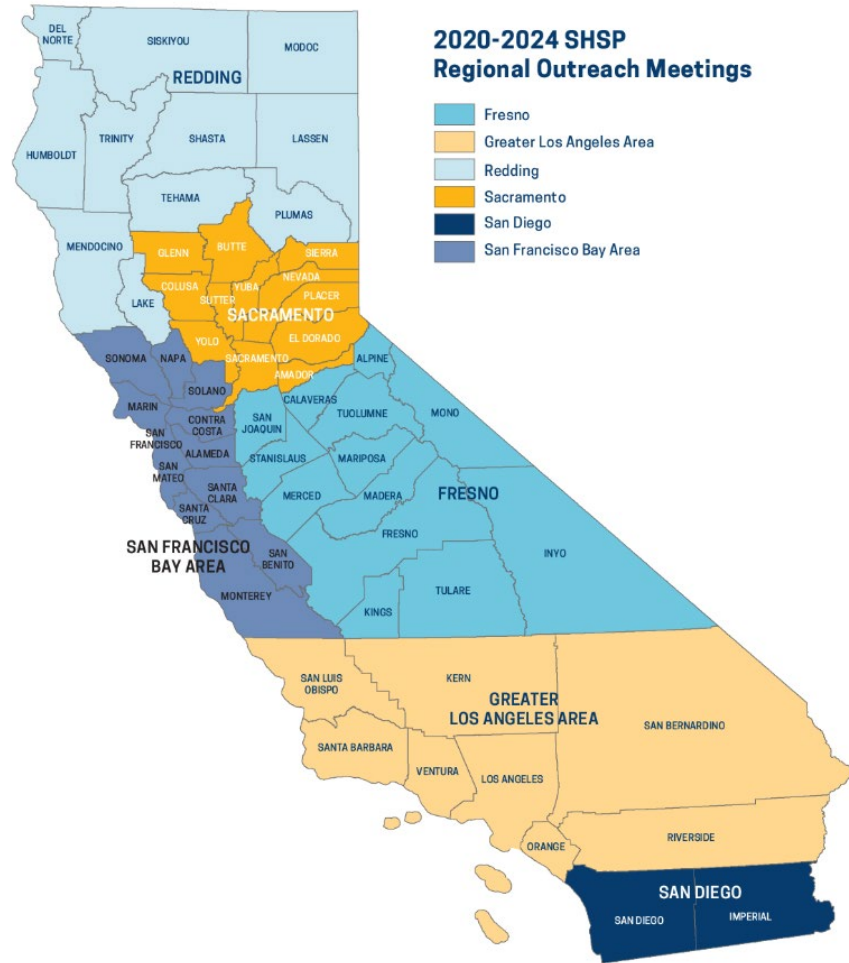 2020-2024 SHSP
Regional Outreach Meetings
Fresno
Greater Los Angeles Area
Redding
Sacramento
San Diego
San Francisco Bay Area
DEL
NORTE
SISKIYOU
MODOC
REDDING
HUMBOLDT
TRINITY
SHASTA
LASSEN
TEHAMA
PLUMAS
MENDOCINO
LAKE
GLENN
BUTTE
SIERRA
COLUSA
SUTTER
YUBA
NEVADA
PLACER
SACRAMENTO
YOLO
EL DORADO
SACRAMENTO
AMADOR
SONOMA
NAPA
SOLANO
MARIN
CONTRA
COSTA
SAN
FRANCISCO
ALAMEDA
SAN
MATEO
SANTA
CLARA
SANTA
CRUZ
SAN FRANCISCO
BAY AREA
SAN
BENITO
MONTEREY
ALPINE
CALAVERAS
TUOLUMNE
MONO
SAN
JOAQUIN
STANISLAUS
MARIPOSA
MERCED
MADERA
FRESNO
FRESNO
INYO
KINGS
TULARE
SAN LUIS
OBISPO
KERN
GREATER
LOS ANGELES AREA
SAN BERNARDINO
SANTA BARBARA
VENTURA
LOS ANGELES
ORANGE
RIVERSIDE
SAN DIEGO
SAN DIEGO
IMPERIAL